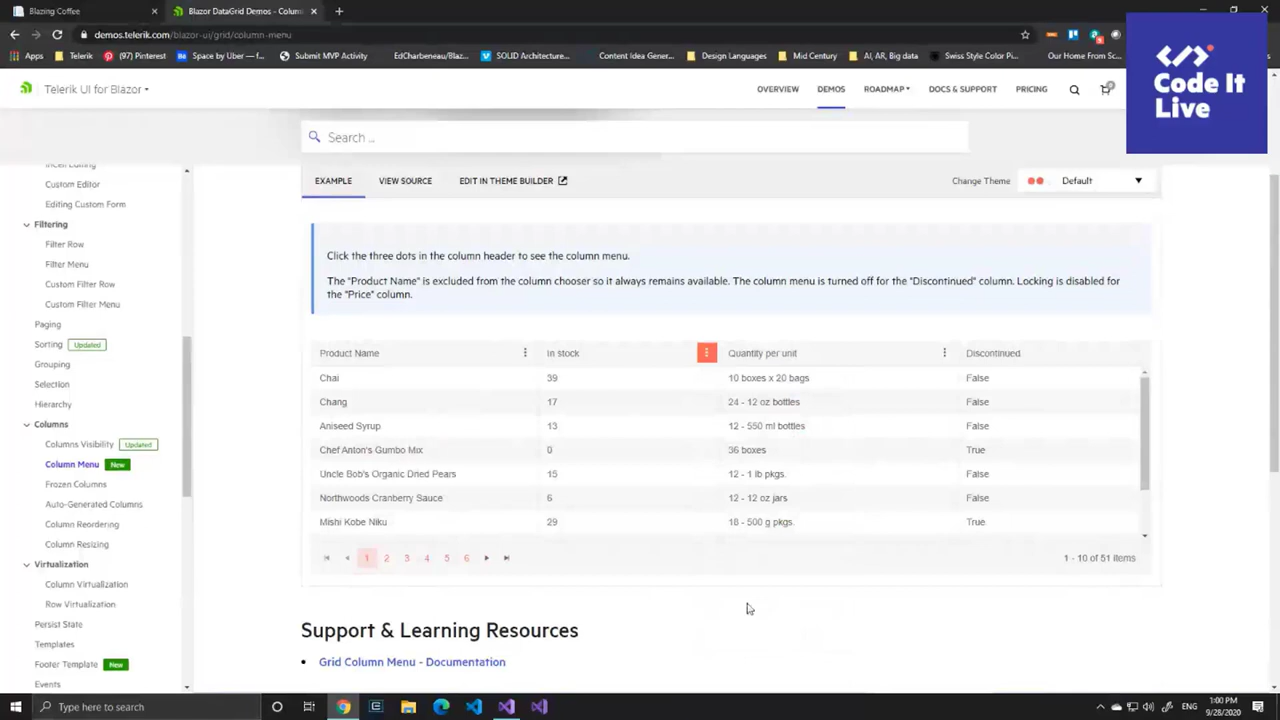 Blazing Coffee
Blazor DataGrid Demos - Column
demos.telerik.com/blazor-ui/grid/column-menu
Apps
Telerik
(97) Pinterest
Space by Uber — f...
Submit MVP Activity
EdCharbeneau/Blaz...
SOLID Architecture...
Content Idea Gener...
Design Languages
Mid Century
AI, AR, Big data
Swiss Style Color Pi...
Our Home From Sc
Telerik UI for Blazor
OVERVIEW
DEMOS
ROADMAP
DOCS & SUPPORT
PRICING
0
Code It
Live
Search ...
InCell Editing
Custom Editor
Editing Custom Form
Filtering
Filter Row
Filter Menu
Custom Filter Row
Custom Filter Menu
Paging
Sorting Updated
Grouping
Selection
Hierarchy
Columns
Columns Visibility Updated
Column Menu New
Frozen Columns
Auto-Generated Columns
Column Reordering
Column Resizing
Virtualization
Column Virtualization
Row Virtualization
Persist State
Templates
Footer Template New
Events
EXAMPLE
VIEW SOURCE
EDIT IN THEME BUILDER
Change Theme
Default
Click the three dots in the column header to see the column menu.
The "Product Name" is excluded from the column chooser so it always remains available. The column menu is turned off for the "Discontinued" column. Locking is disabled for
the "Price" column.
Product Name In stock Quantity per unit Discontinued
Chai 39 10 boxes x 20 bags False
Chang 17 24 - 12 oz bottles False
Aniseed Syrup 13 12 - 550 ml bottles False
Chef Anton's Gumbo Mix 0 36 boxes True
Uncle Bob's Organic Dried Pears 15 12 - 1 lb pkgs. False
Northwoods Cranberry Sauce 6 12 - 12 oz jars False
Mishi Kobe Niku 29 18 - 500 g pkgs. True
1 2 3 4 5 6
1 - 10 of 51 items
Support & Learning Resources
Grid Column Menu - Documentation
Type here to search
1:00 PM
9/28/2020